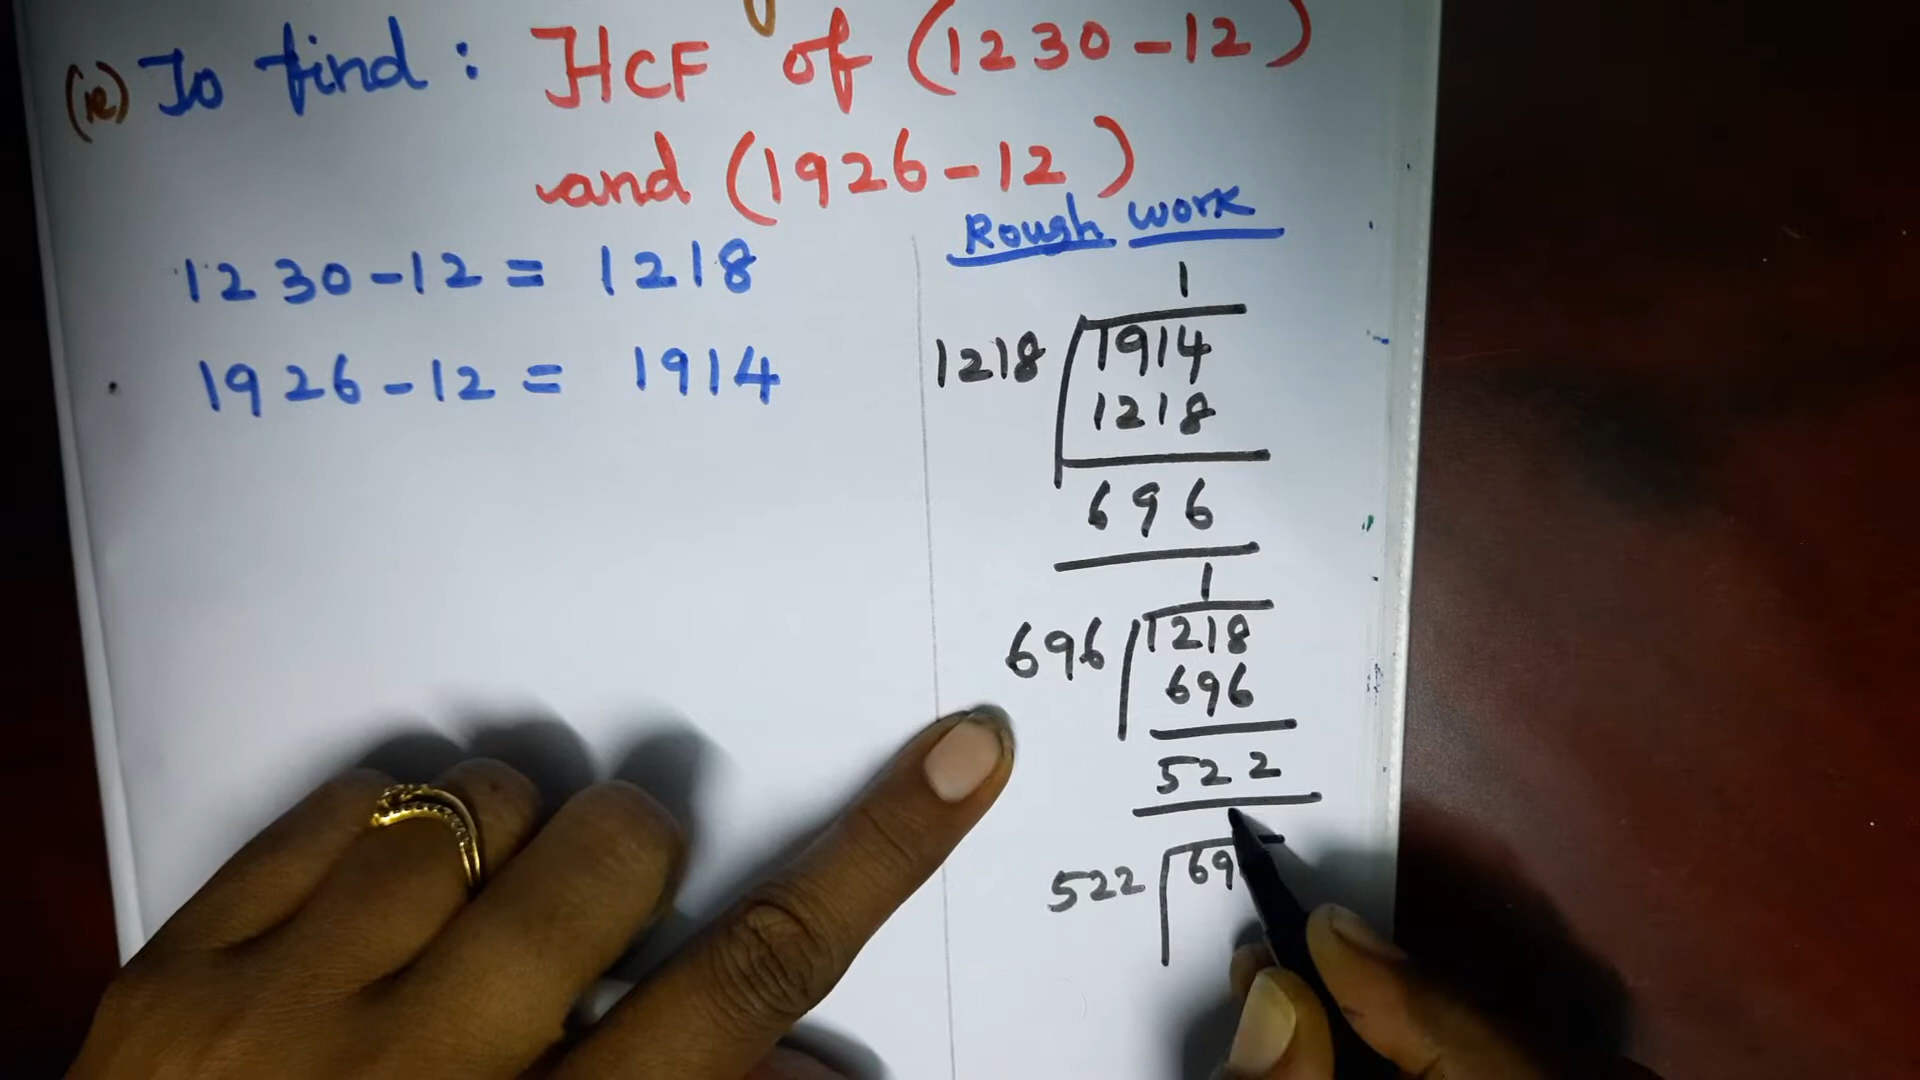 (ie) To find : HCF of (1230-12)
and (1926-12)
1230-12 = 1218
1926-12 = 1914
Rough work
1
1218 1914
1218
696
1
696 1218
696
522
522 69